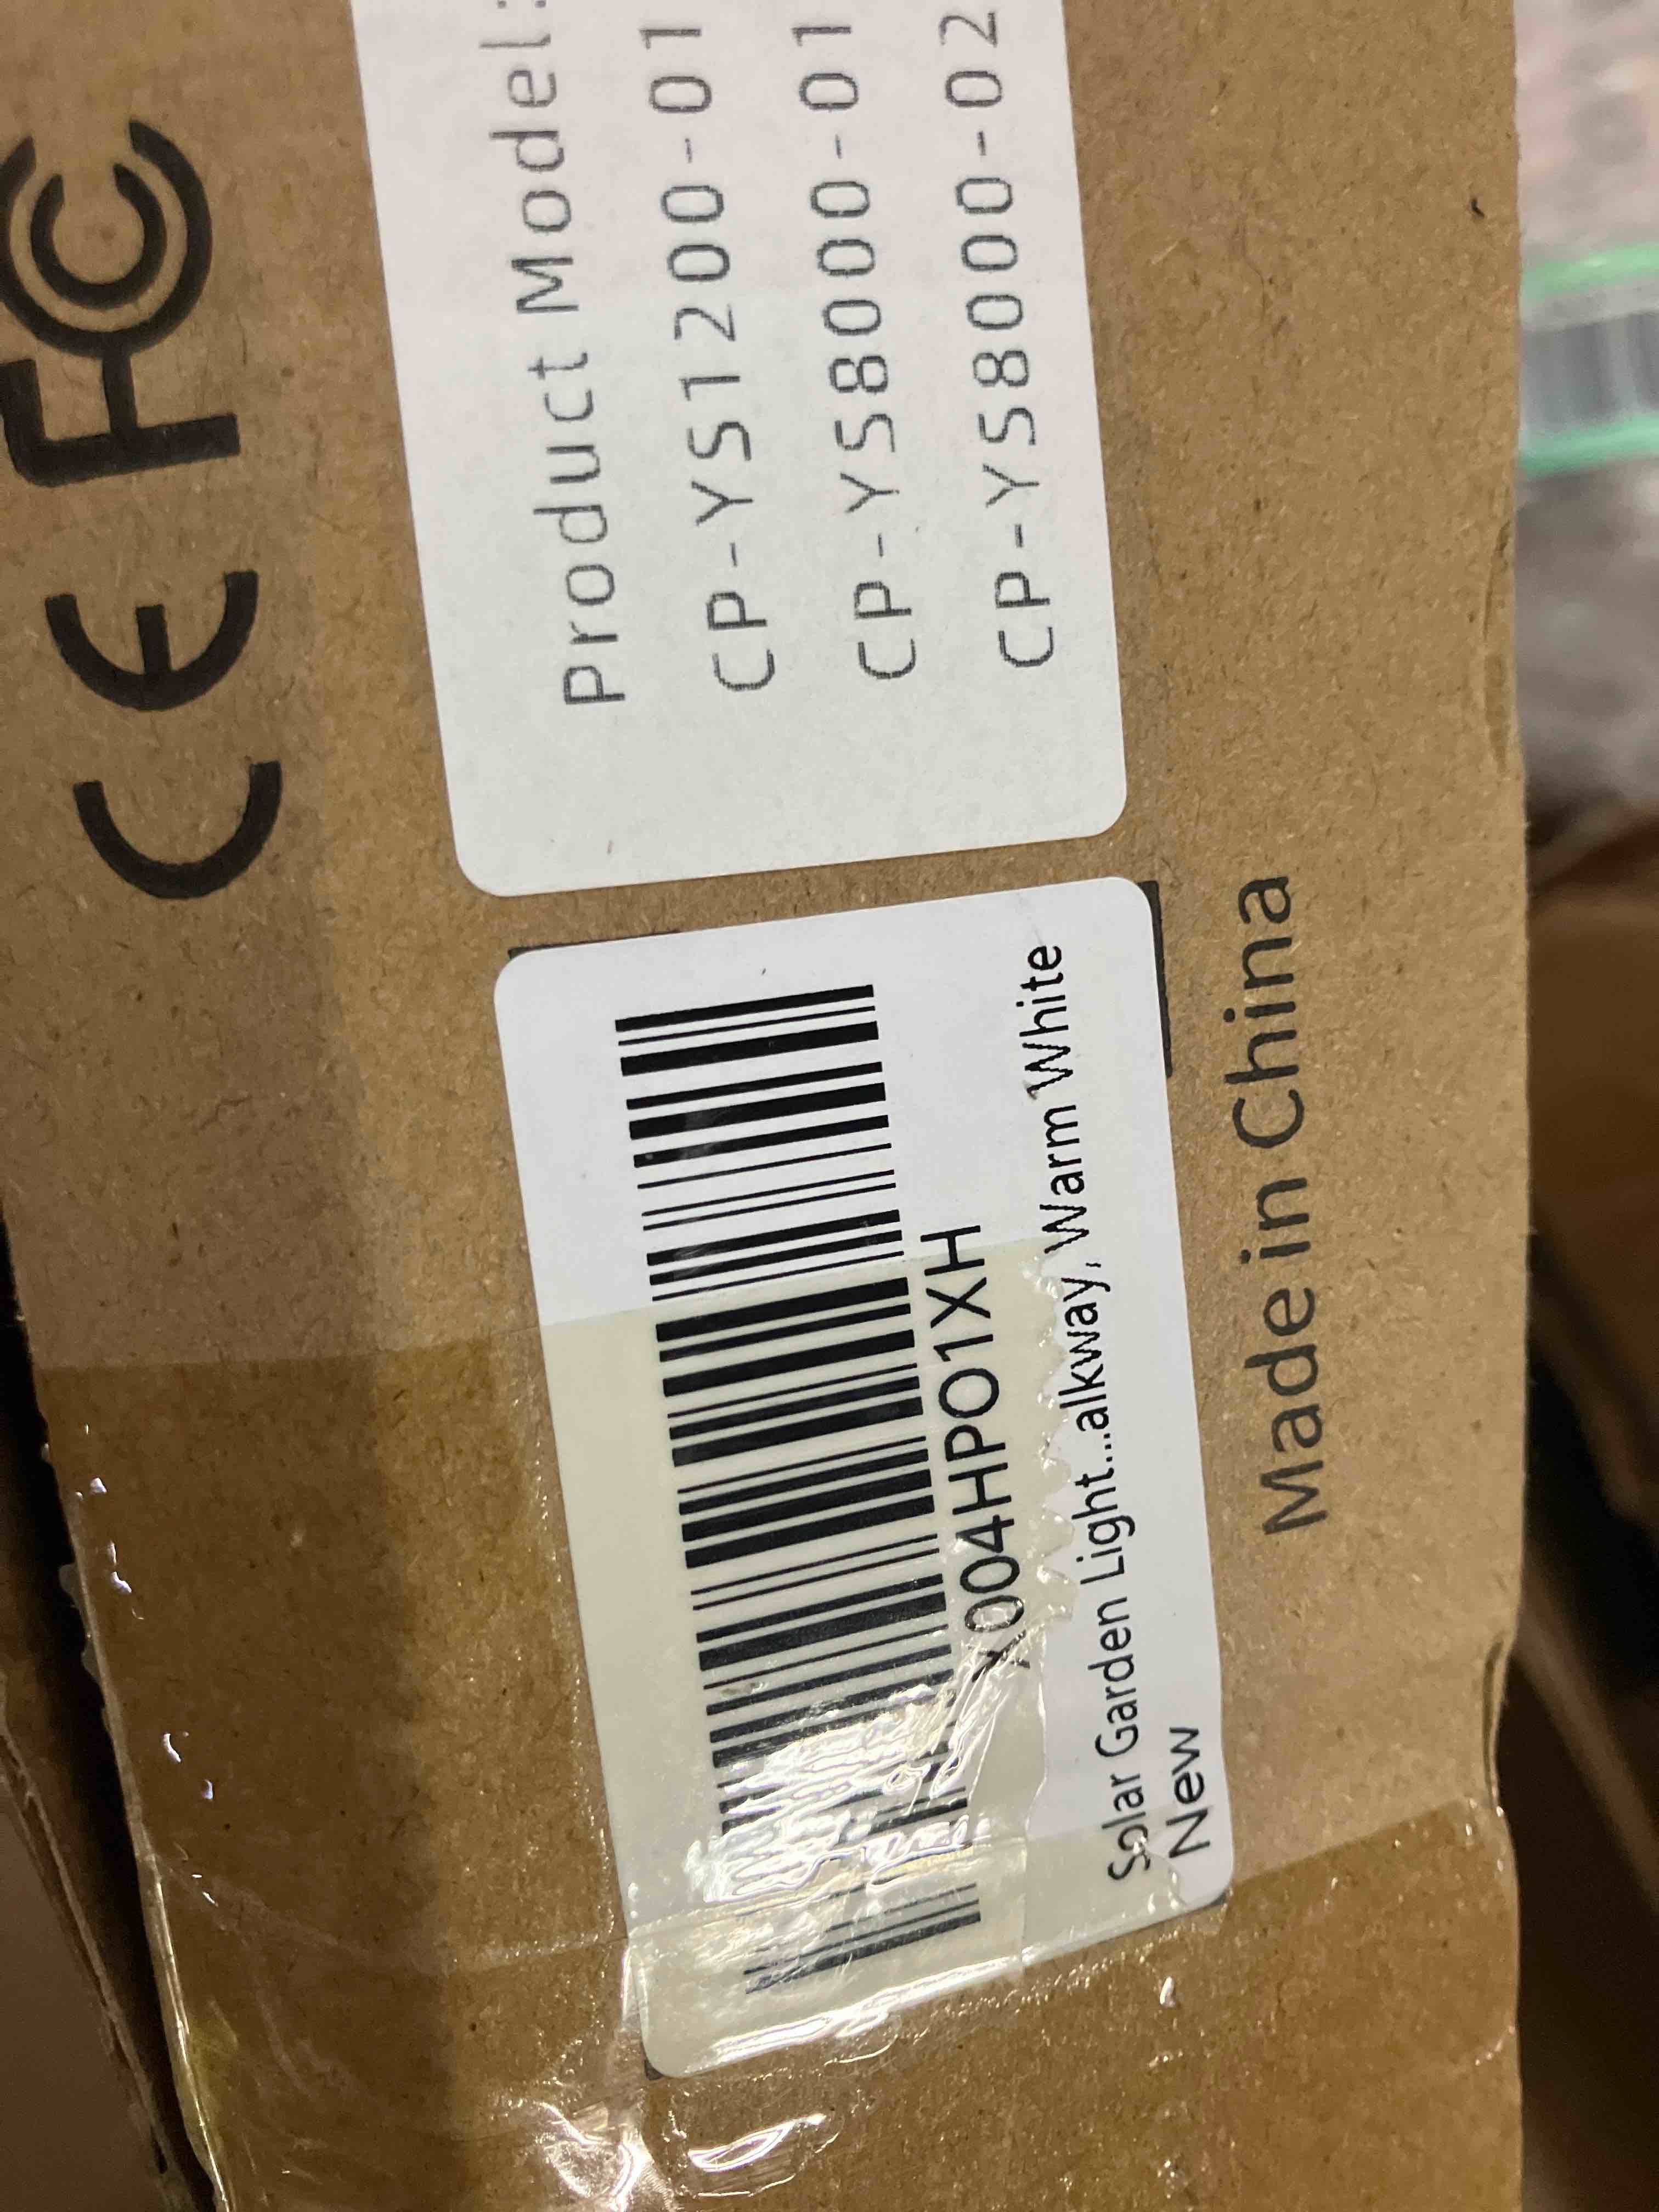 CE FC
Product Model:
CP-YS1200-01
CP-YS8000-01
CP-YS8000-02
X004HPO1XH
Solar Garden Light...alkway, Warm White
New
Made in China